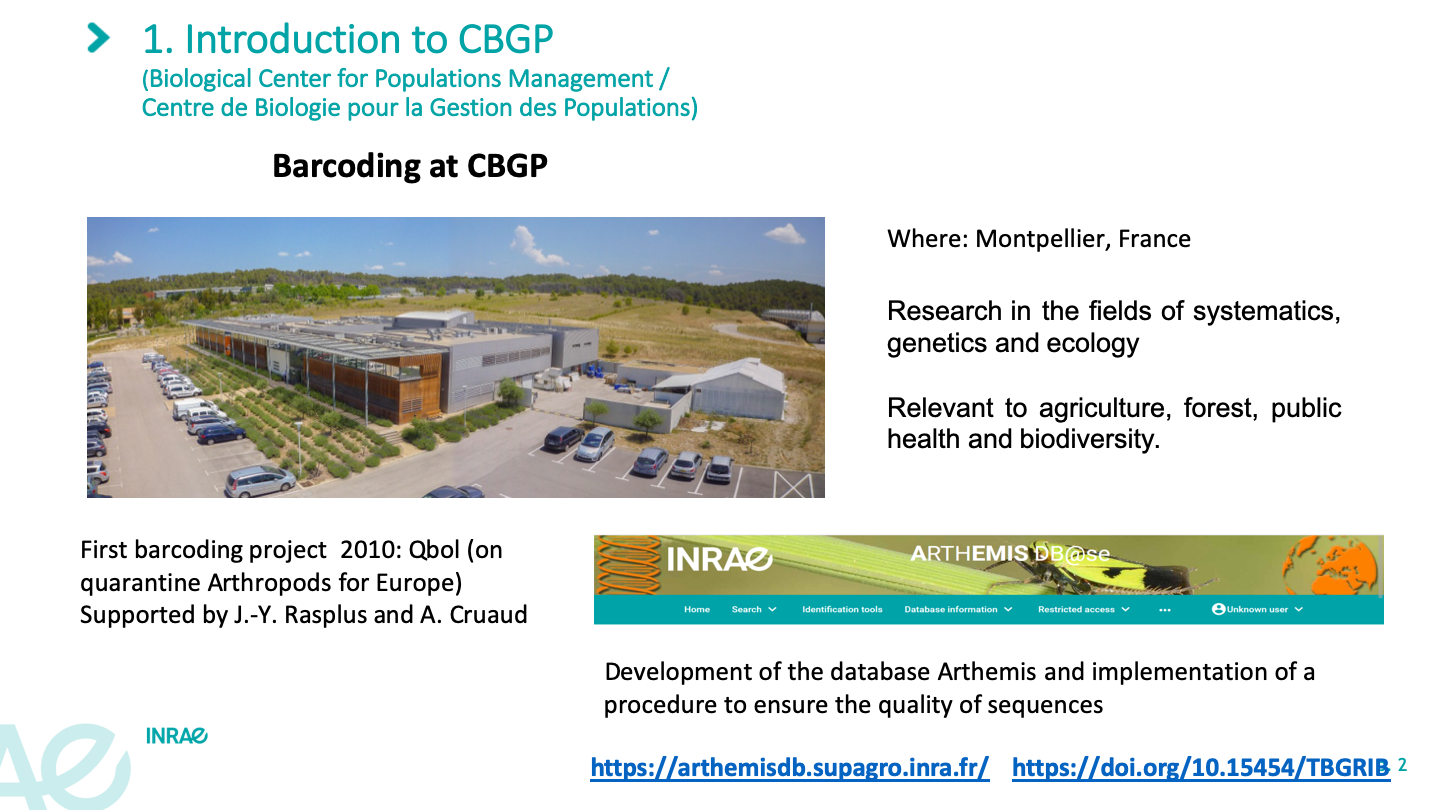 1. Introduction to CBGP
(Biological Center for Populations Management /
Centre de Biologie pour la Gestion des Populations)
Barcoding at CBGP
Where: Montpellier, France
Research in the fields of systematics,
genetics and ecology
Relevant to agriculture, forest, public
health and biodiversity.
First barcoding project 2010: Qbol (on
quarantine Arthropods for Europe)
Supported by J.-Y. Rasplus and A. Cruaud
INRAE
ARTHEMIS DB@se
Home Search Identification tools Database information Restricted access ••• Unknown user
Development of the database Arthemis and implementation of a
procedure to ensure the quality of sequences
https://arthemisdb.supagro.inra.fr/ https://doi.org/10.15454/TBGRIB
2
INRAE
AE